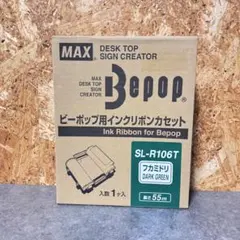 MAX DESK TOP
SIGN CREATOR
MAX
DESK TOP
SIGN
CREATOR
Bepop
ビーポップ用インクリボンカセット
Ink Ribbon for Bepop
SL-R106T
フカミドリ
DARK GREEN
入数1ヶ入
長さ55m